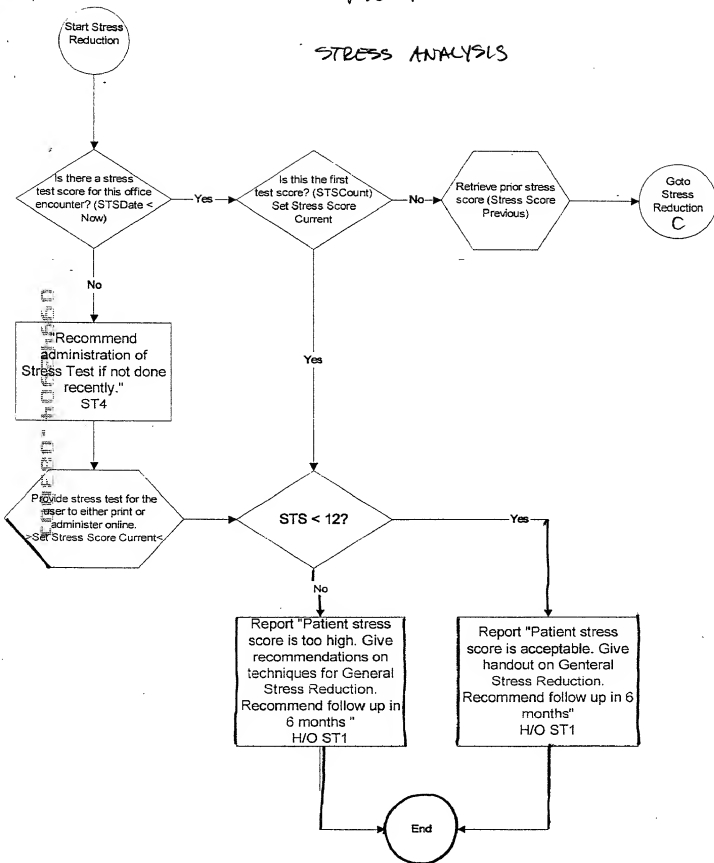 STRESS ANALYSIS
Start Stress
Reduction
Is there a stress
test score for this office
encounter? (STSDate <
Now)
Yes
Is this the first
test score? (STSCount)
Set Stress Score
Current
No
Retrieve prior stress
score (Stress Score
Previous)
Goto
Stress
Reduction
C
No
"Recommend
administration of
Stress Test if not done
recently."
ST4
Yes
Provide stress test for the
user to either print or
administer online.
>Set Stress Score Current<
STS < 12?
Yes
No
Report "Patient stress
score is too high. Give
recommendations on
techniques for General
Stress Reduction.
Recommend follow up in
6 months "
H/O ST1
Report "Patient stress
score is acceptable. Give
handout on Genteral
Stress Reduction.
Recommend follow up in 6
months"
H/O ST1
End